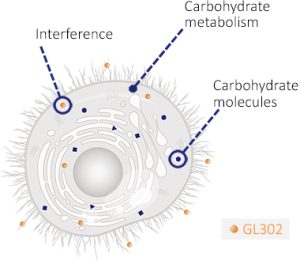 Carbohydrate
metabolism
Interference
Carbohydrate
molecules
GL302